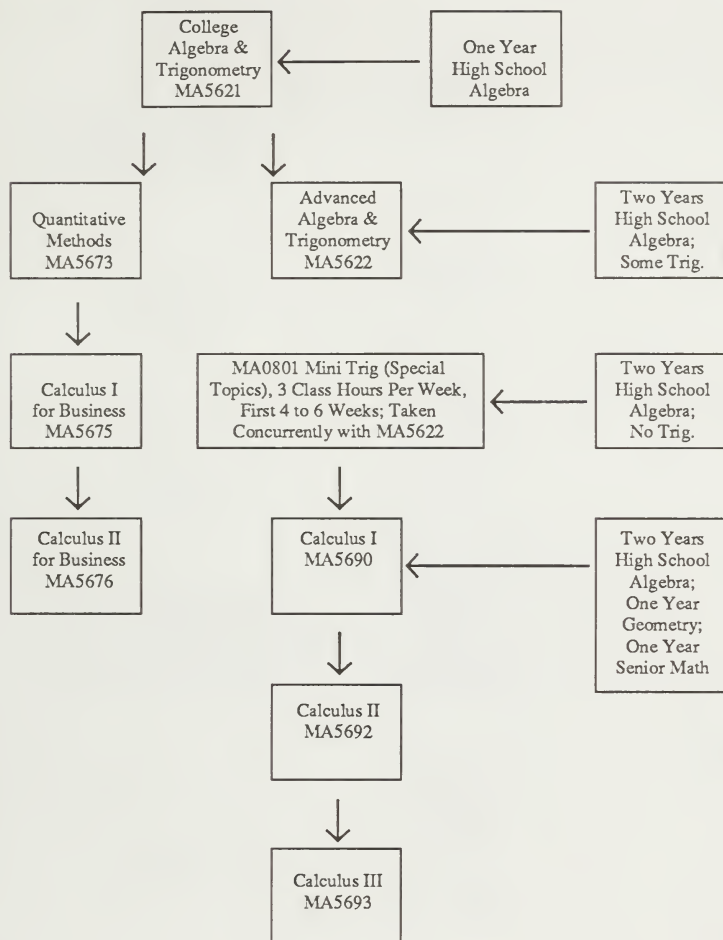 College
Algebra &
Trigonometry
MA5621
One Year
High School
Algebra
Quantitative
Methods
MA5673
Advanced
Algebra &
Trigonometry
MA5622
Two Years
High School
Algebra;
Some Trig.
Calculus I
for Business
MA5675
MA0801 Mini Trig (Special
Topics), 3 Class Hours Per Week,
First 4 to 6 Weeks; Taken
Concurrently with MA5622
Two Years
High School
Algebra;
No Trig.
Calculus II
for Business
MA5676
Calculus I
MA5690
Two Years
High School
Algebra;
One Year
Geometry;
One Year
Senior Math
Calculus II
MA5692
Calculus III
MA5693